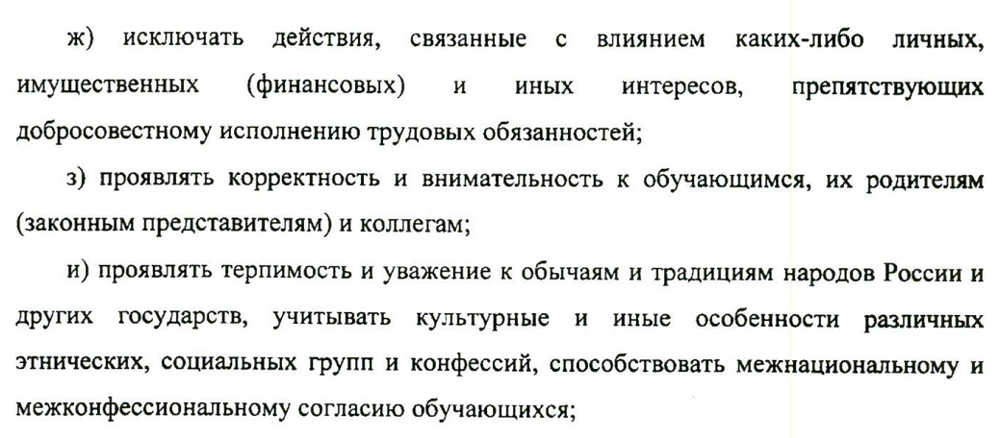 ж) исключать действия, связанные с влиянием каких-либо личных,
имущественных (финансовых) и иных интересов, препятствующих
добросовестному исполнению трудовых обязанностей;
з) проявлять корректность и внимательность к обучающимся, их родителям
(законным представителям) и коллегам;
и) проявлять терпимость и уважение к обычаям и традициям народов России и
других государств, учитывать культурные и иные особенности различных
этнических, социальных групп и конфессий, способствовать межнациональному и
межконфессиональному согласию обучающихся;